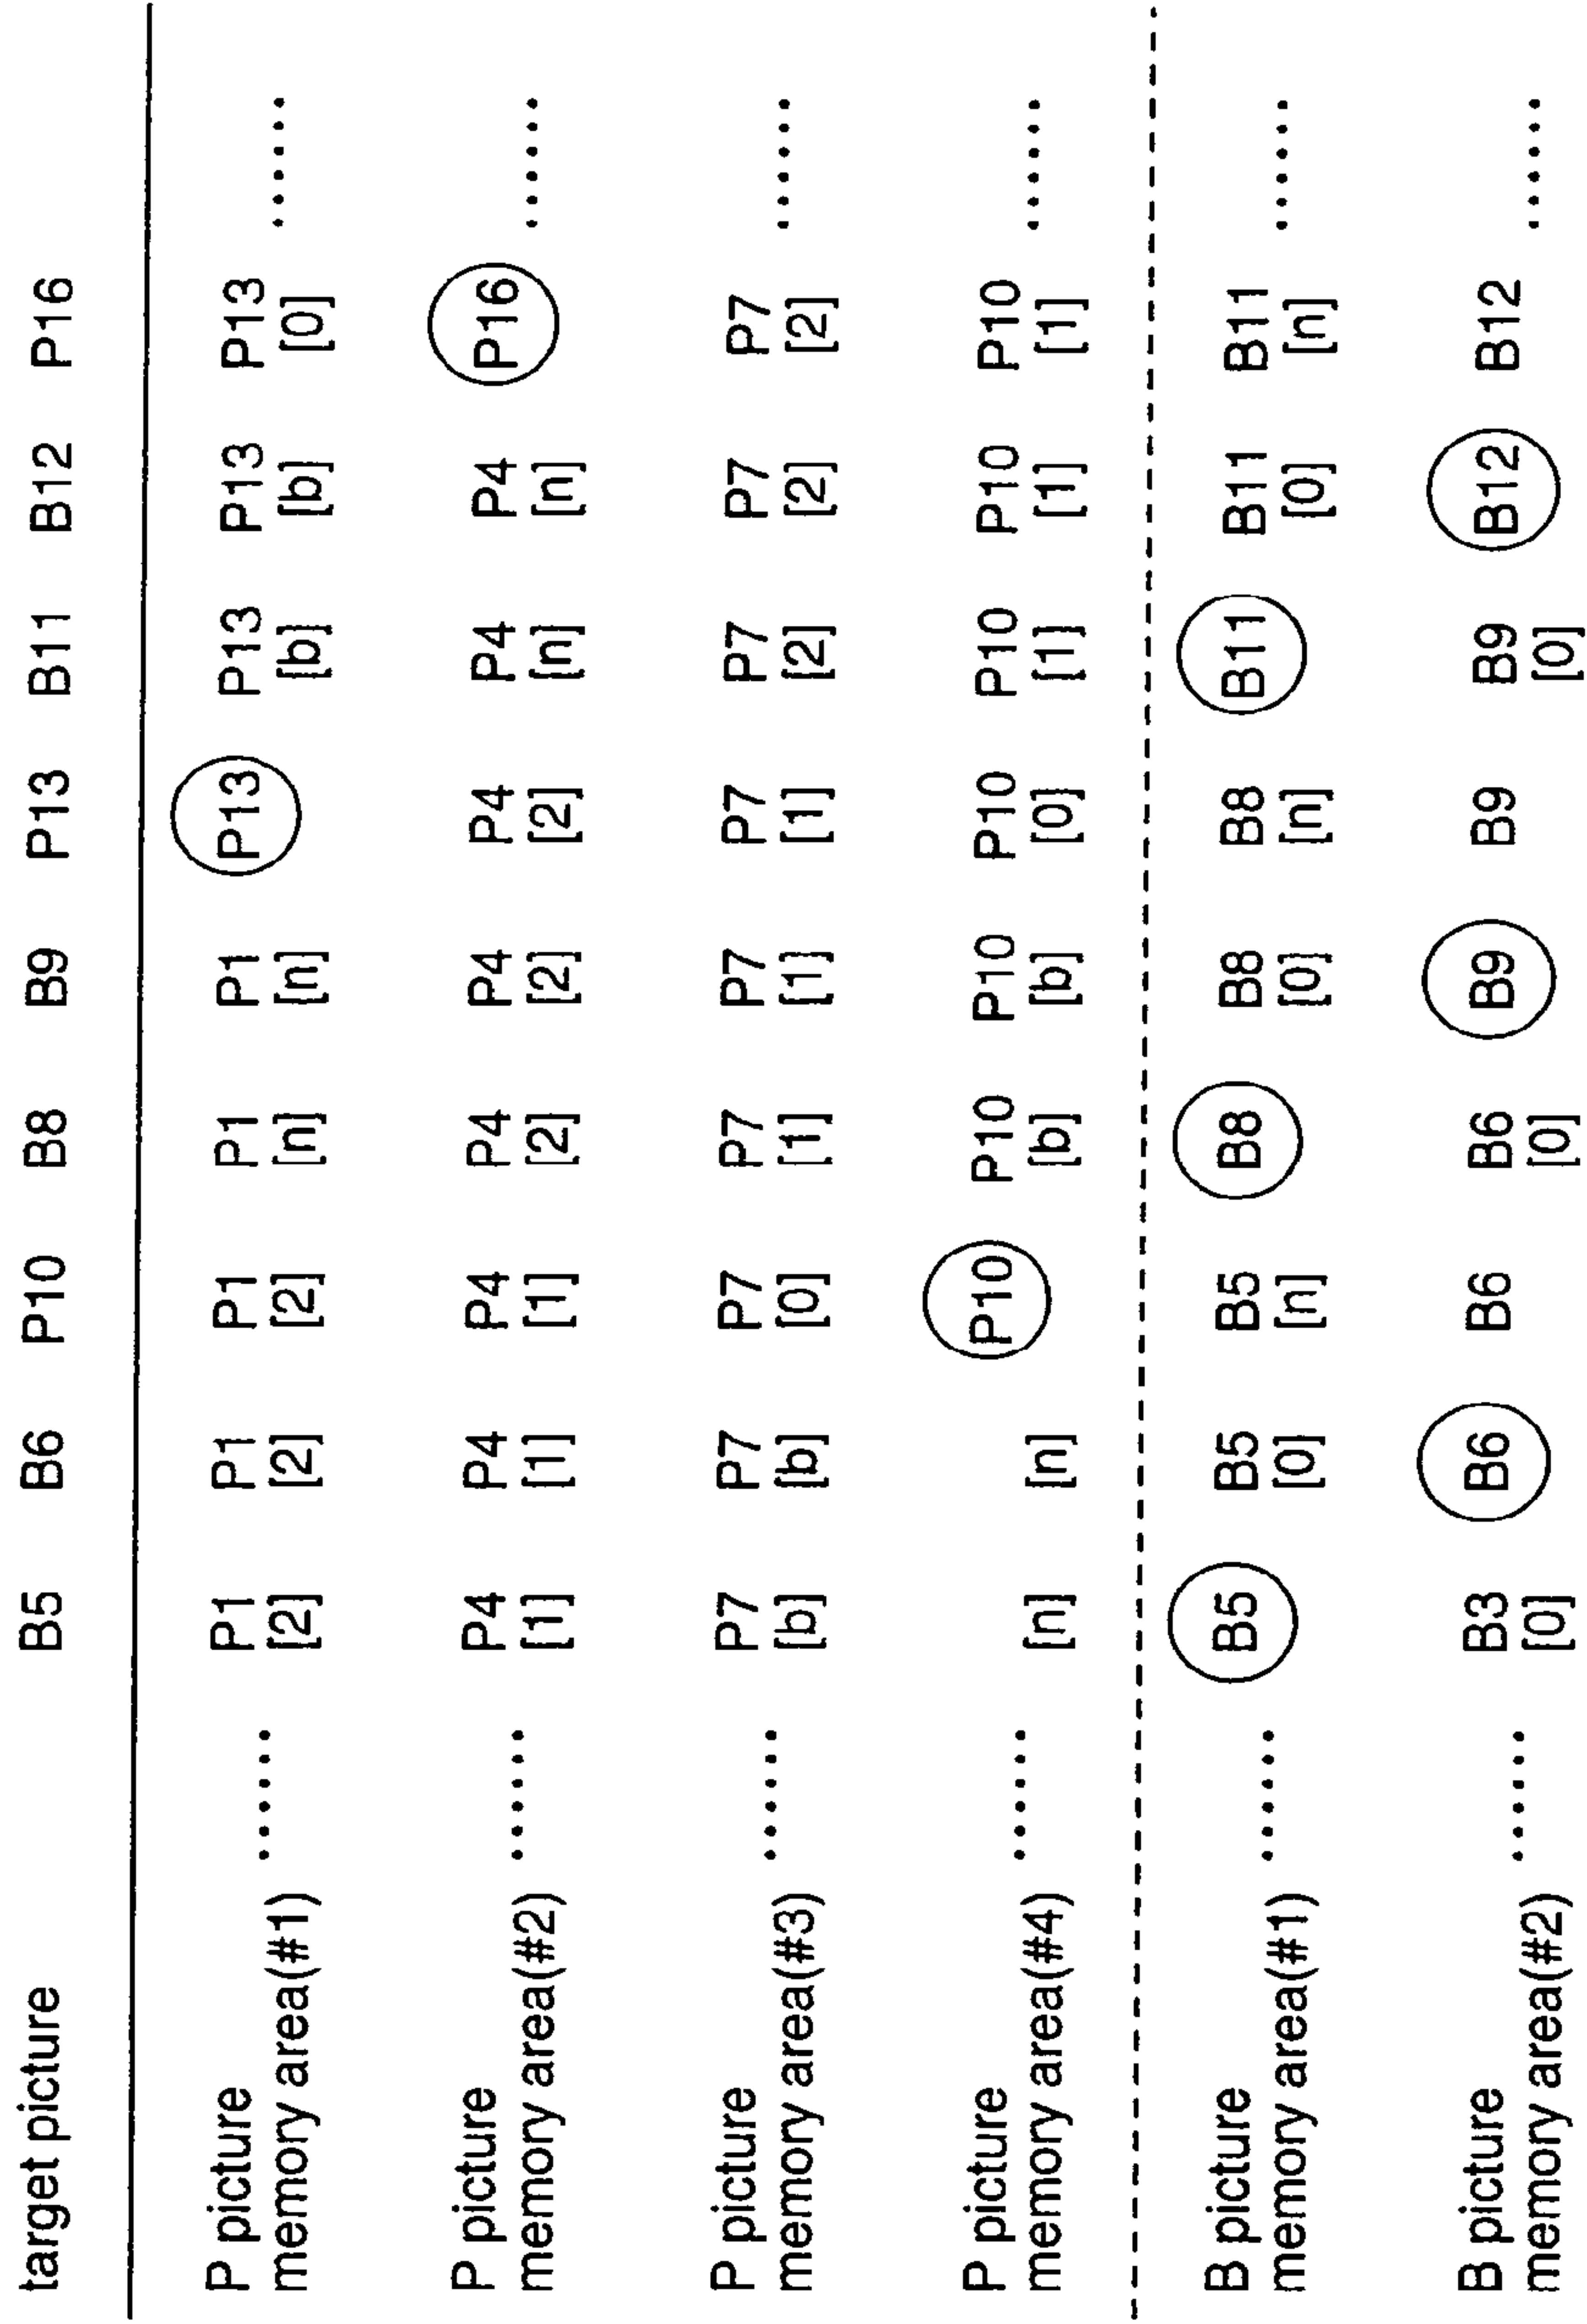 target picture B5 B6 P10 B8 B9 P13 B11 B12 P16
P picture ...... P1 P1 P1 P1 P1 P13 P13 P13 P13 ......
memory area(#1) [2] [2] [2] [n] [n] [b] [b] [0]
P picture ...... P4 P4 P4 P4 P4 P4 P4 P4 P16 ......
memory area(#2) [1] [1] [1] [2] [2] [2] [n] [n]
P picture ...... P7 P7 P7 P7 P7 P7 P7 P7 P7 ......
memory area(#3) [b] [b] [0] [1] [1] [1] [2] [2] [2]
P picture ...... P10 P10 P10 P10 P10 P10 P10 ......
memory area(#4) [n] [n] [b] [b] [0] [1] [1] [1]
B picture ...... B5 B5 B5 B8 B8 B8 B11 B11 B11 ......
memory area(#1) [0] [n] [0] [n] [0] [n]
B picture ...... B3 B6 B6 B6 B9 B9 B9 B12 B12 ......
memory area(#2) [0] [0] [0]